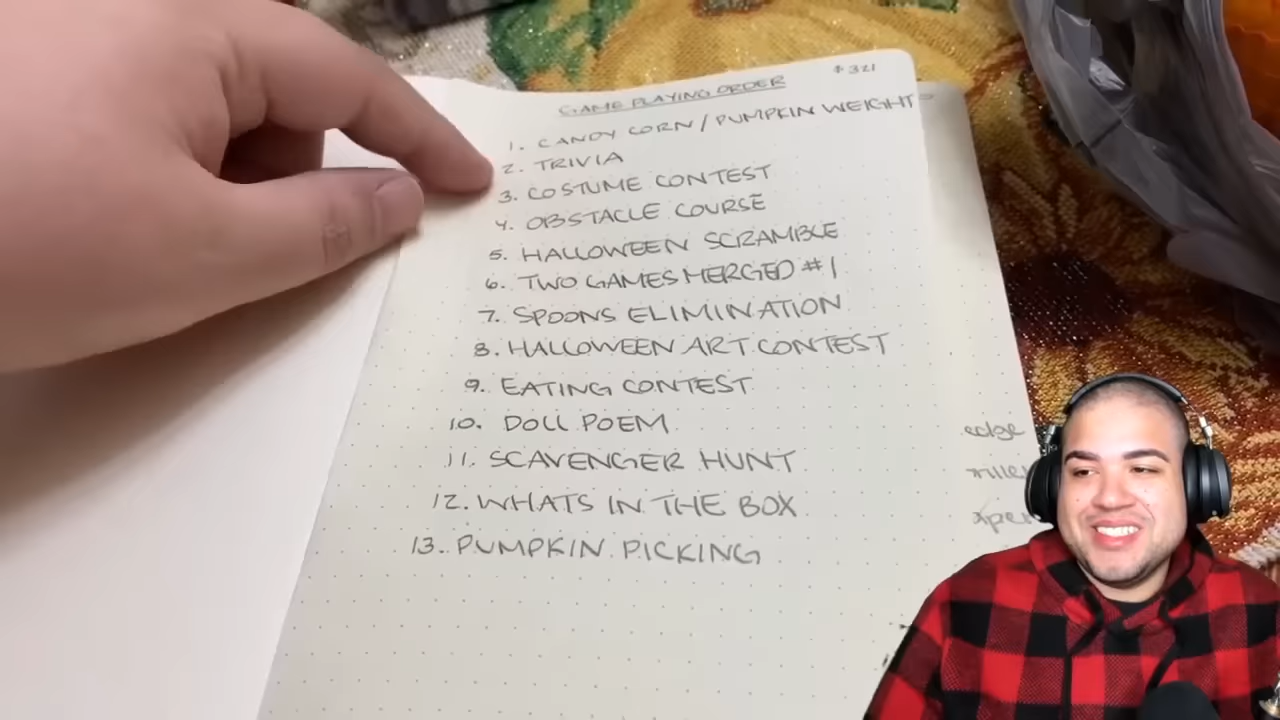 GAME PLAYING ORDER
$321
1. CANDY CORN / PUMPKIN WEIGHT
2. TRIVIA
3. COSTUME CONTEST
4. OBSTACLE COURSE
5. HALLOWEEN SCRAMBLE
6. TWO GAMES MERGED #1
7. SPOONS ELIMINATION
8. HALLOWEEN ART CONTEST
9. EATING CONTEST
10. DOLL POEM
11. SCAVENGER HUNT
12. WHATS IN THE BOX
13. PUMPKIN PICKING
edge